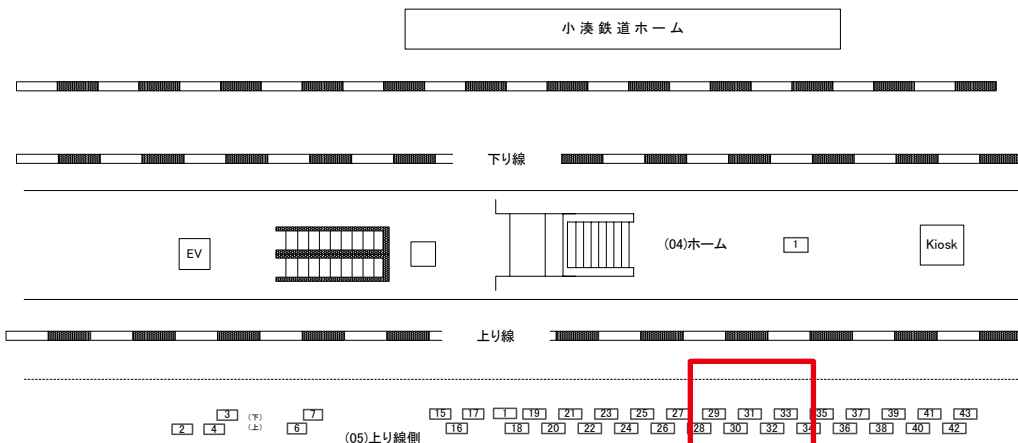 小湊鉄道ホーム
下り線
EV
(04)ホーム
1
Kiosk
上り線
3 (下) 7 15 17 1 19 21 23 25 27 29 31 33 35 37 39 41 43
2 4 (上) 6 16 18 20 22 24 26 28 30 32 34 36 38 40 42
(05)上り線側